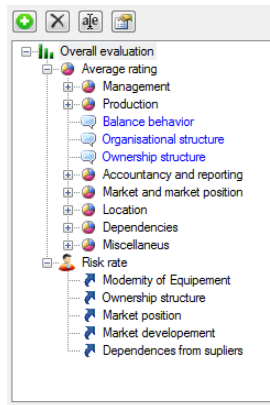 aje
Overall evaluation
Average rating
Management
Production
Balance behavior
Organisational structure
Ownership structure
Accountancy and reporting
Market and market position
Location
Dependencies
Miscellaneus
Risk rate
Modernity of Equipement
Ownership structure
Market position
Market developement
Dependences from supliers